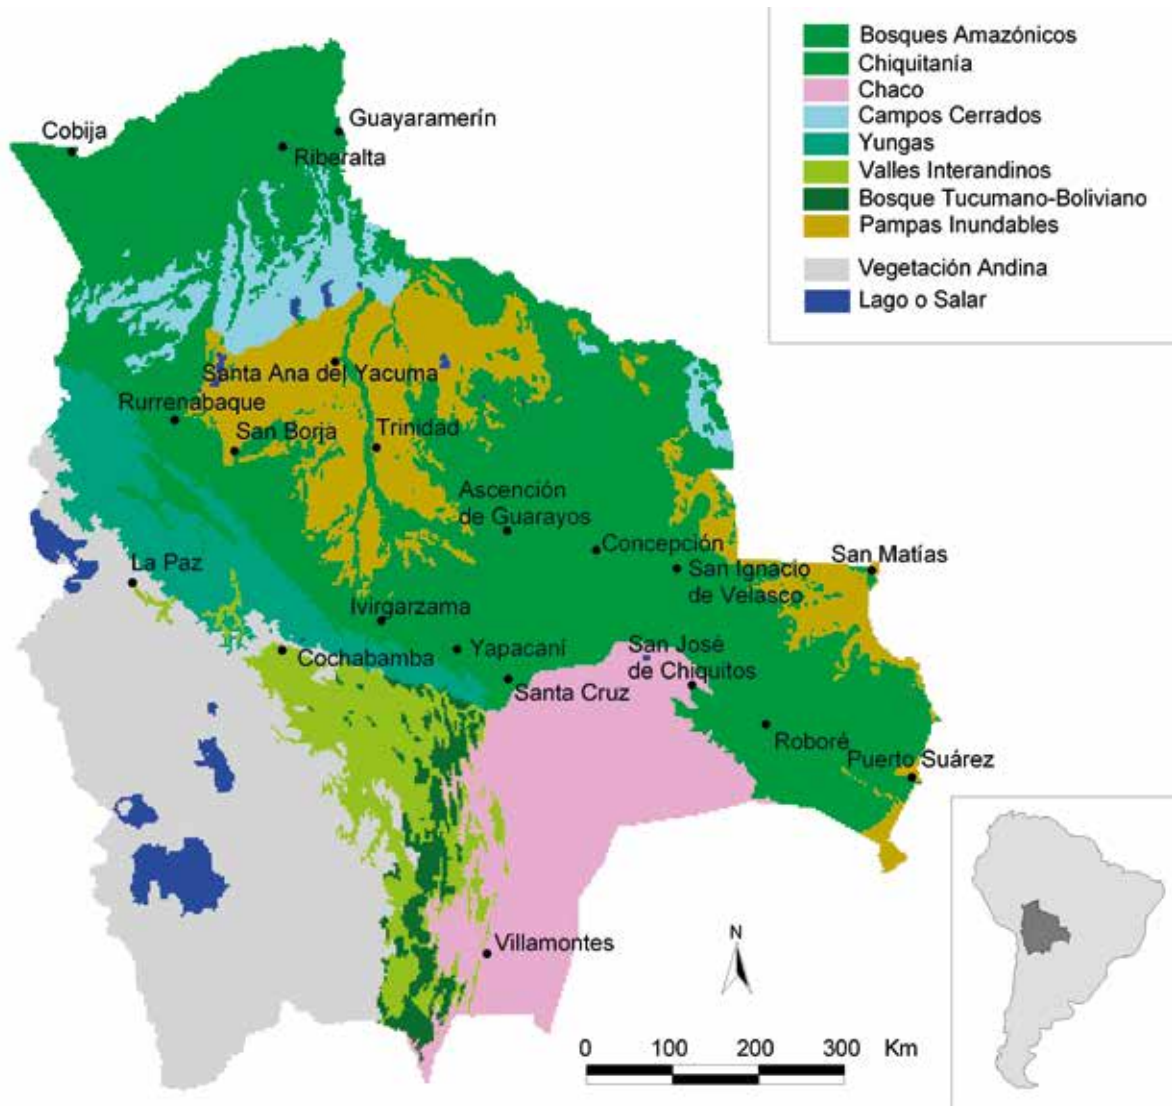 Bosques Amazónicos
Chiquitanía
Chaco
Campos Cerrados
Yungas
Valles Interandinos
Bosque Tucumano-Boliviano
Pampas Inundables
Vegetación Andina
Lago o Salar
Guayaramerín
Cobija
Riberalta
Santa Ana del Yacuma
Rurrenabaque
San Borja
Trinidad
Ascención
de Guarayos
Concepción
San Matías
La Paz
San Ignacio
de Velasco
Ivirgarzama
Yapacaní
San José
de Chiquitos
Cochabamba
Santa Cruz
Roboré
Puerto Suárez
Villamontes
N
0 100 200 300 Km